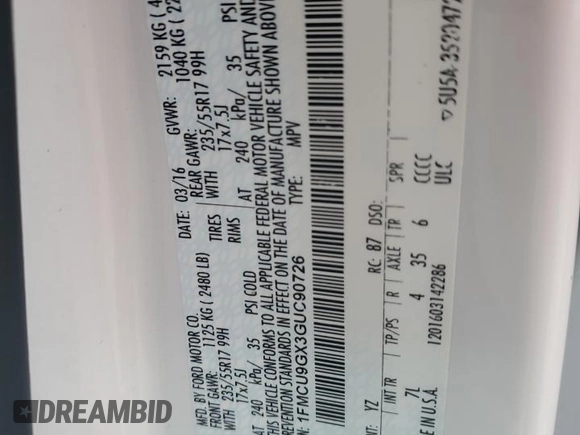 MFD. BY FORD MOTOR CO.
DATE: 03/16 GVWR: 2159 KG (
FRONT GAWR: 1125 KG ( 2480 LB) REAR GAWR: 1040 KG (
WITH 235/55R17 99H TIRES WITH 235/55R17 99H
17x7.5J RIMS 17x7.5J
AT 240 kPa/ 35 PSI COLD AT 240 kPa/ 35 PSI
THIS VEHICLE CONFORMS TO ALL APPLICABLE FEDERAL MOTOR VEHICLE SAFETY AND
PREVENTION STANDARDS IN EFFECT ON THE DATE OF MANUFACTURE SHOWN ABOVE
: 1FMCU9GX3GUC90726 TYPE: MPV
NT: YZ RC: 87 DSO:
INT TR TP/PS R AXLE TR SPR
7L 4 35 6 CCCC
E IN U.S.A. 1201603142286 ULC
5U5A-3520472
DREAMBID